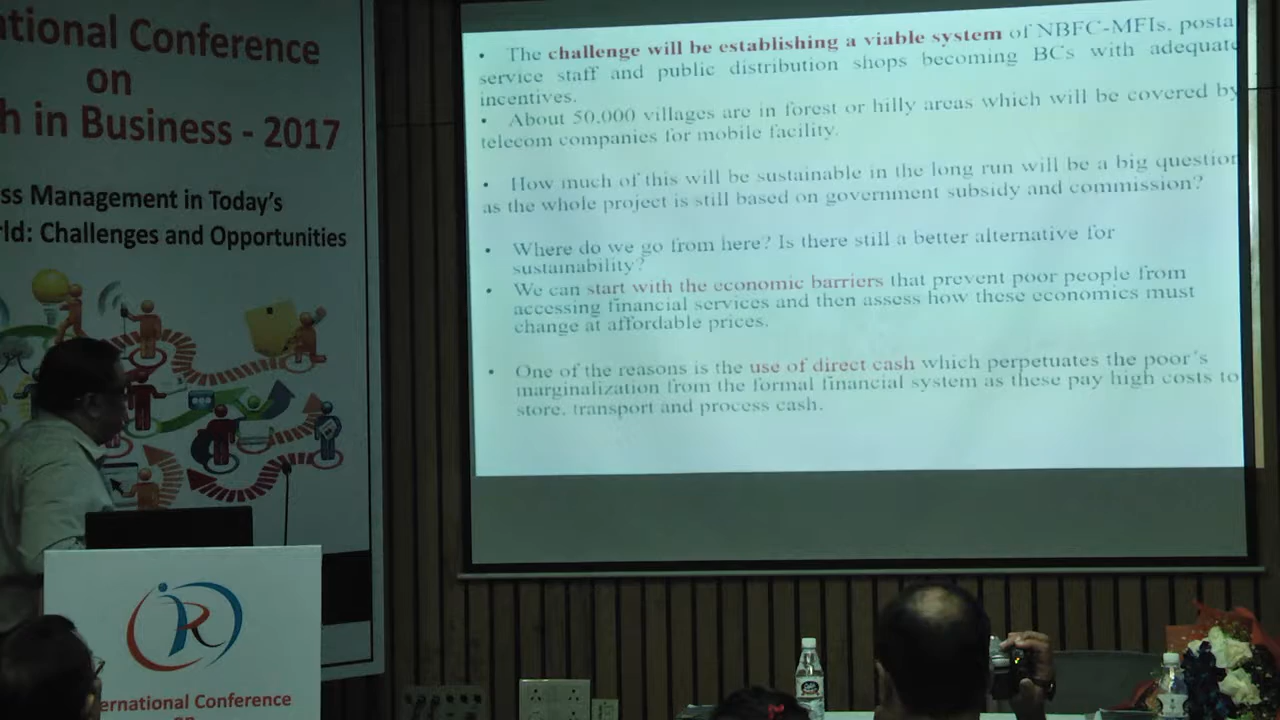 tional Conference
on
h in Business - 2017
ss Management in Today's
rld: Challenges and Opportunities
• The challenge will be establishing a viable system of NBFC-MFIs, posta
service staff and public distribution shops becoming BCs with adequate
incentives.
• About 50,000 villages are in forest or hilly areas which will be covered by
telecom companies for mobile facility.
• How much of this will be sustainable in the long run will be a big question
as the whole project is still based on government subsidy and commission?
• Where do we go from here? Is there still a better alternative for
sustainability?
• We can start with the economic barriers that prevent poor people from
accessing financial services and then assess how these economics must
change at affordable prices.
• One of the reasons is the use of direct cash which perpetuates the poor's
marginalization from the formal financial system as these pay high costs to
store, transport and process cash.
R
ernational Conference
on